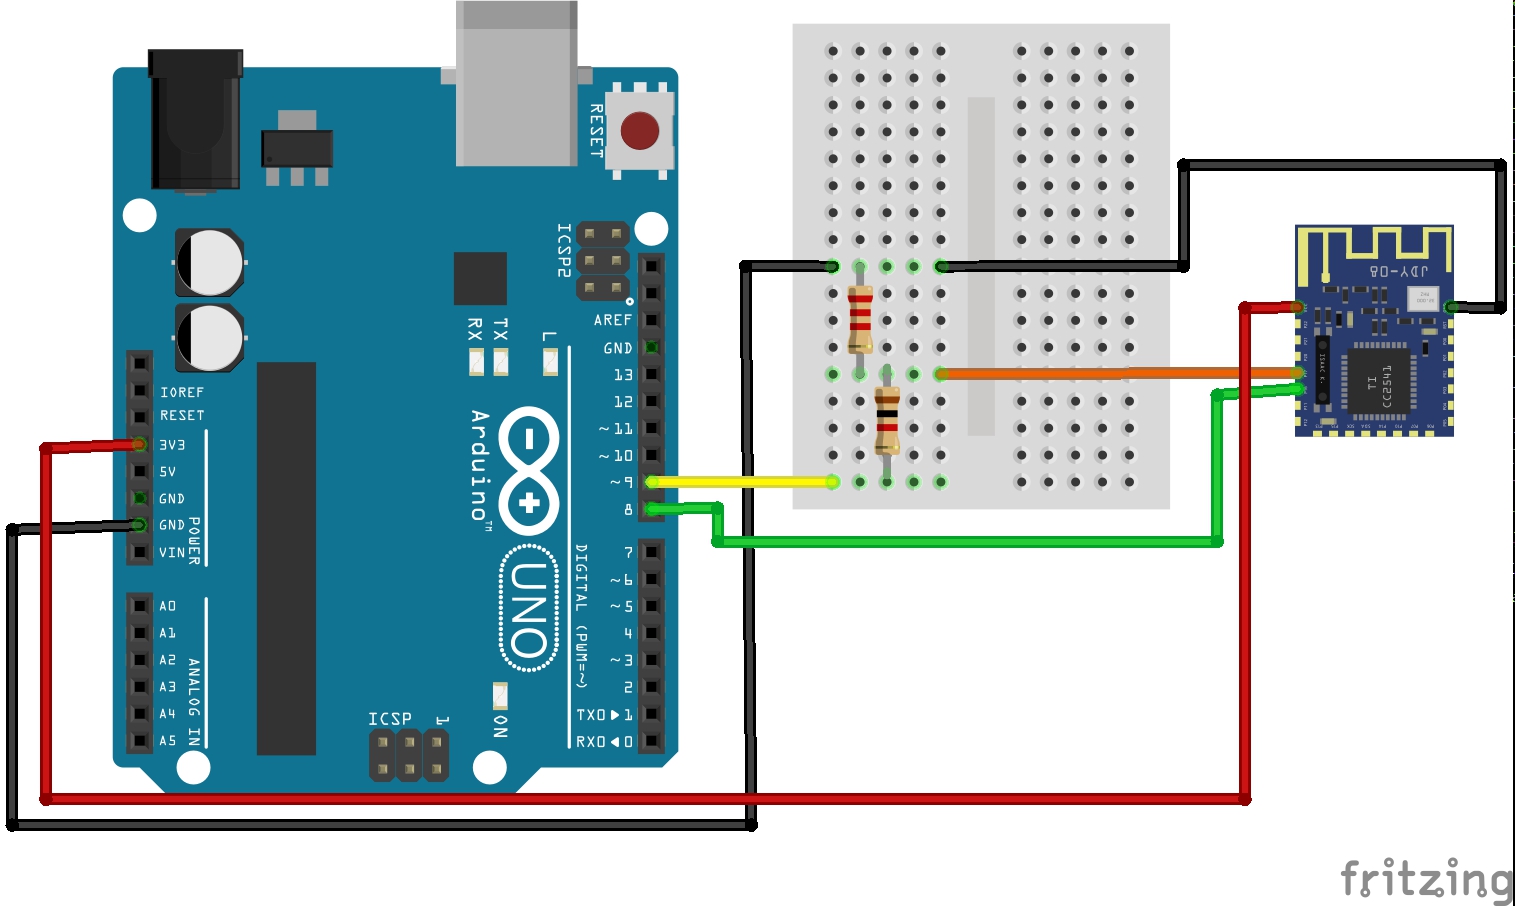 RESET
ICSP2
AREF
GND
13
12
~11
~10
~9
8
RX
TX
L
IOREF
RESET
3V3
5V
GND
GND
VIN
POWER
Arduino™
UNO
7
~6
~5
4
~3
2
TX0▶1
RX0◀0
DIGITAL (PWM=~)
A0
A1
A2
A3
A4
A5
ANALOG IN
ICSP
1
ON
JDY-08
TI
CC2541
fritzing